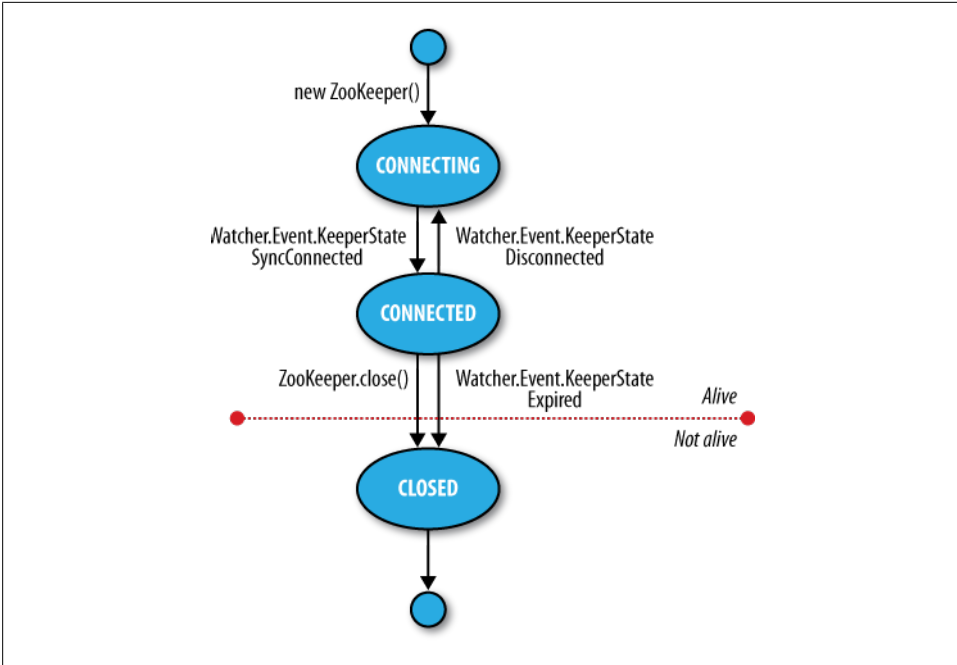 new ZooKeeper()
CONNECTING
Watcher.Event.KeeperState
SyncConnected
Watcher.Event.KeeperState
Disconnected
CONNECTED
ZooKeeper.close()
Watcher.Event.KeeperState
Expired
Alive
Not alive
CLOSED